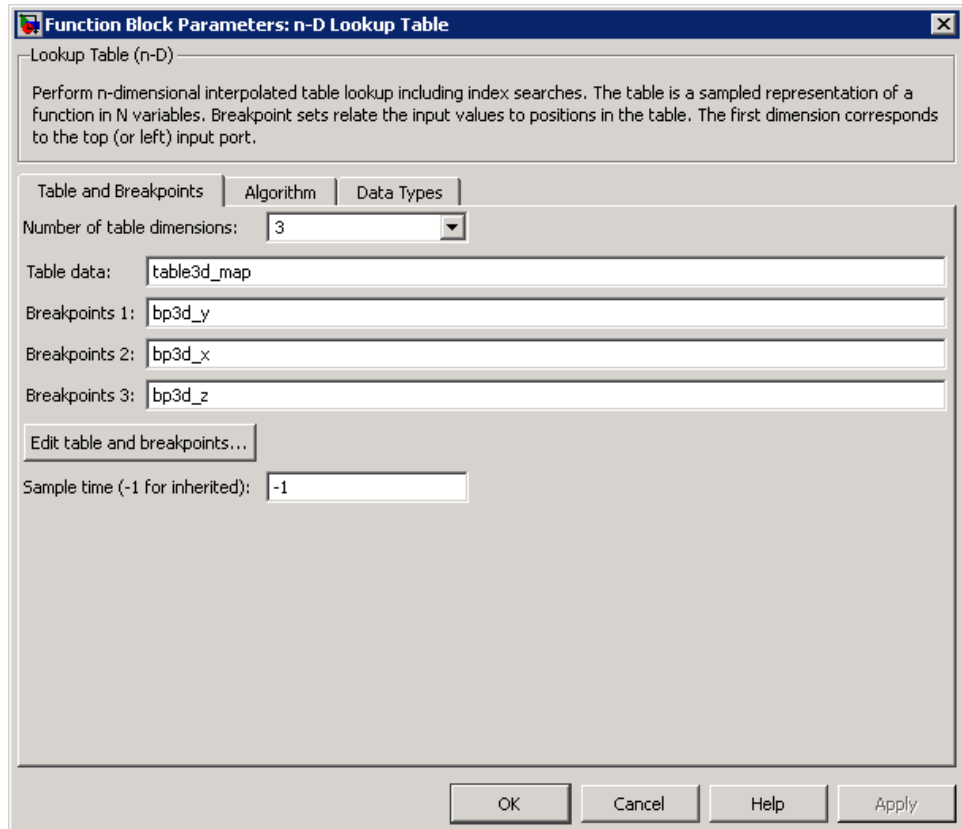 Function Block Parameters: n-D Lookup Table
Lookup Table (n-D)
Perform n-dimensional interpolated table lookup including index searches. The table is a sampled representation of a
function in N variables. Breakpoint sets relate the input values to positions in the table. The first dimension corresponds
to the top (or left) input port.
Table and Breakpoints Algorithm Data Types
Number of table dimensions: 3
Table data: table3d_map
Breakpoints 1: bp3d_y
Breakpoints 2: bp3d_x
Breakpoints 3: bp3d_z
Edit table and breakpoints...
Sample time (-1 for inherited): -1
OK Cancel Help Apply